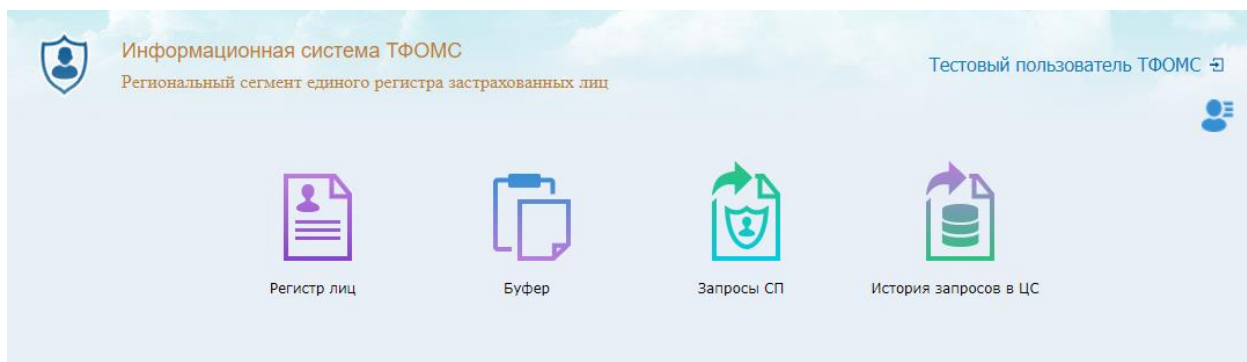 Информационная система ТФОМС
Региональный сегмент единого регистра застрахованных лиц
Тестовый пользователь ТФОМС
Регистр лиц
Буфер
Запросы СП
История запросов в ЦС